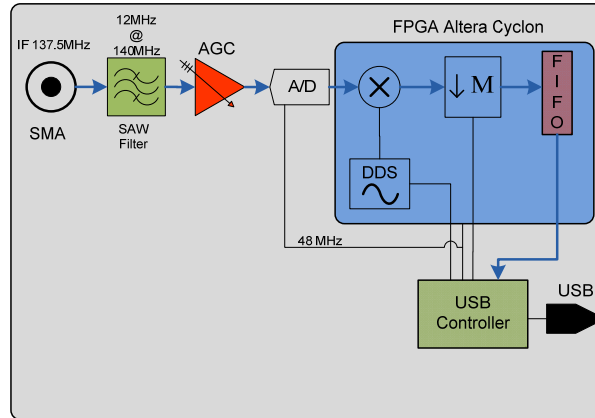 IF 137.5MHz
SMA
12MHz
@
140MHz
SAW
Filter
AGC
A/D
FPGA Altera Cyclon
↓ M
F
I
F
O
DDS
48 MHz
USB
Controller
USB